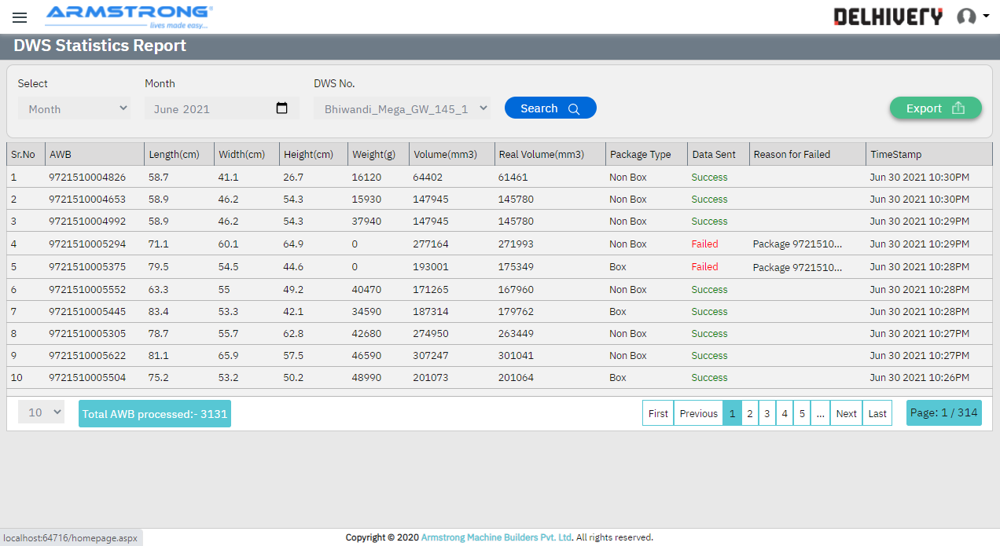 ARMSTRONG
lives made easy...
DELHIVERY
DWS Statistics Report
Select Month DWS No.
Month June 2021 Bhiwandi_Mega_GW_145_1 Search Export
Sr.No AWB Length(cm) Width(cm) Height(cm) Weight(g) Volume(mm3) Real Volume(mm3) Package Type Data Sent Reason for Failed TimeStamp
1 9721510004826 58.7 41.1 26.7 16120 64402 61461 Non Box Success Jun 30 2021 10:30PM
2 9721510004653 58.9 46.2 54.3 15930 147945 145780 Non Box Success Jun 30 2021 10:30PM
3 9721510004992 58.9 46.2 54.3 37940 147945 145780 Non Box Success Jun 30 2021 10:29PM
4 9721510005294 71.1 60.1 64.9 0 277164 271993 Non Box Failed Package 9721510... Jun 30 2021 10:29PM
5 9721510005375 79.5 54.5 44.6 0 193001 175349 Box Failed Package 9721510... Jun 30 2021 10:28PM
6 9721510005552 63.3 55 49.2 40470 171265 167960 Non Box Success Jun 30 2021 10:28PM
7 9721510005445 83.4 53.3 42.1 34590 187314 179762 Box Success Jun 30 2021 10:28PM
8 9721510005305 78.7 55.7 62.8 42680 274950 263449 Non Box Success Jun 30 2021 10:27PM
9 9721510005622 81.1 65.9 57.5 46590 307247 301041 Non Box Success Jun 30 2021 10:27PM
10 9721510005504 75.2 53.2 50.2 48990 201073 201064 Box Success Jun 30 2021 10:26PM
10 Total AWB processed:- 3131 First Previous 1 2 3 4 5 ... Next Last Page: 1 / 314
localhost:64716/homepage.aspx
Copyright © 2020 Armstrong Machine Builders Pvt. Ltd. All rights reserved.